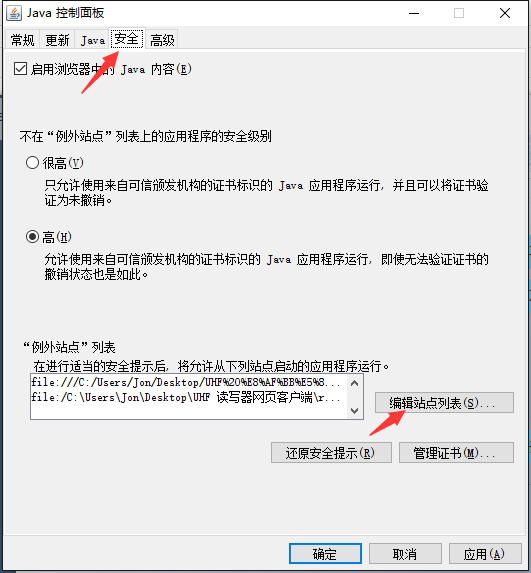 Java 控制面板
常规 更新 Java 安全 高级
启用浏览器中的 Java 内容(E)
不在“例外站点”列表上的应用程序的安全级别
很高(V)
只允许使用来自可信颁发机构的证书标识的 Java 应用程序运行, 并且可以将证书验
证为未撤销。
高(H)
允许使用来自可信颁发机构的证书标识的 Java 应用程序运行, 即使无法验证证书的
撤销状态也是如此。
“例外站点”列表
在进行适当的安全提示后, 将允许从下列站点启动的应用程序运行。
file:///C:/Users/Jon/Desktop/UHF%20%E8%AF%BB%E5%8...
file:/C:\Users\Jon\Desktop\UHF 读写器网页客户端\r...
编辑站点列表(S)...
还原安全提示(R) 管理证书(M)...
确定 取消 应用(A)